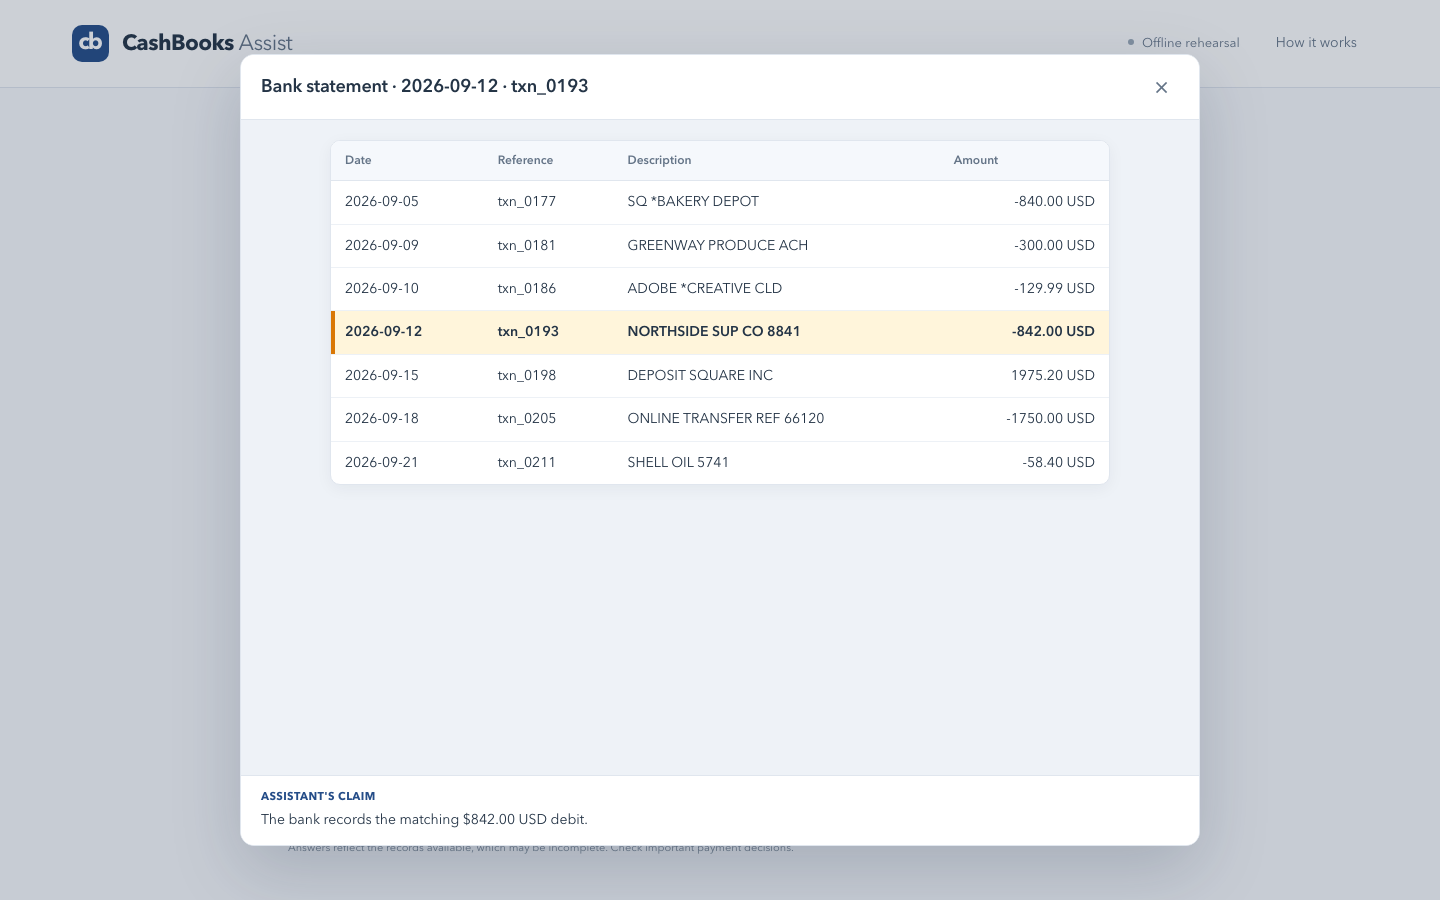 cb CashBooks Assist
Offline rehearsal
How it works
Bank statement · 2026-09-12 · txn_0193
Date Reference Description Amount
2026-09-05 txn_0177 SQ *BAKERY DEPOT -840.00 USD
2026-09-09 txn_0181 GREENWAY PRODUCE ACH -300.00 USD
2026-09-10 txn_0186 ADOBE *CREATIVE CLD -129.99 USD
2026-09-12 txn_0193 NORTHSIDE SUP CO 8841 -842.00 USD
2026-09-15 txn_0198 DEPOSIT SQUARE INC 1975.20 USD
2026-09-18 txn_0205 ONLINE TRANSFER REF 66120 -1750.00 USD
2026-09-21 txn_0211 SHELL OIL 5741 -58.40 USD
ASSISTANT'S CLAIM
The bank records the matching $842.00 USD debit.
Answers reflect the records available, which may be incomplete. Check important payment decisions.